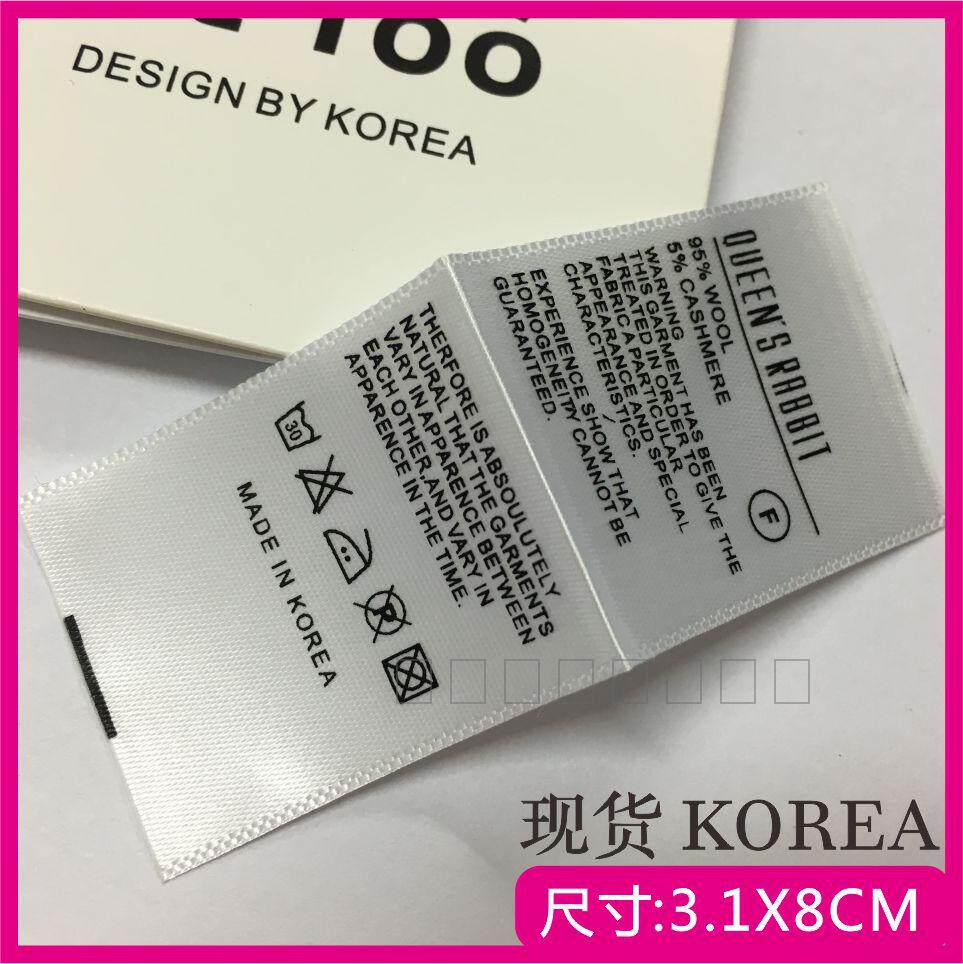 TOO
DESIGN BY KOREA
QUEEN'S RABBIT
95% WOOL
5% CASHMERE
WARNING
THIS GARMENT HAS BEEN
TREATED IN ORDER TO GIVE THE
FABRIC A PARTICULAR
APPEARANCE AND SPECIAL
CHARACTERISTICS.
EXPERIENCE SHOW THAT
HOMOGENEITY CANNOT BE
GUARANTEED.
F
THERFORE IS ABSOULUTELY
NATURAL THAT THE GARMENTS
VARY IN APPARENCE BETWEEN
EACH OTHER,AND VARY IN
APPARENCE IN THE TIME.
30
P
MADE IN KOREA
现货 KOREA
尺寸:3.1X8CM